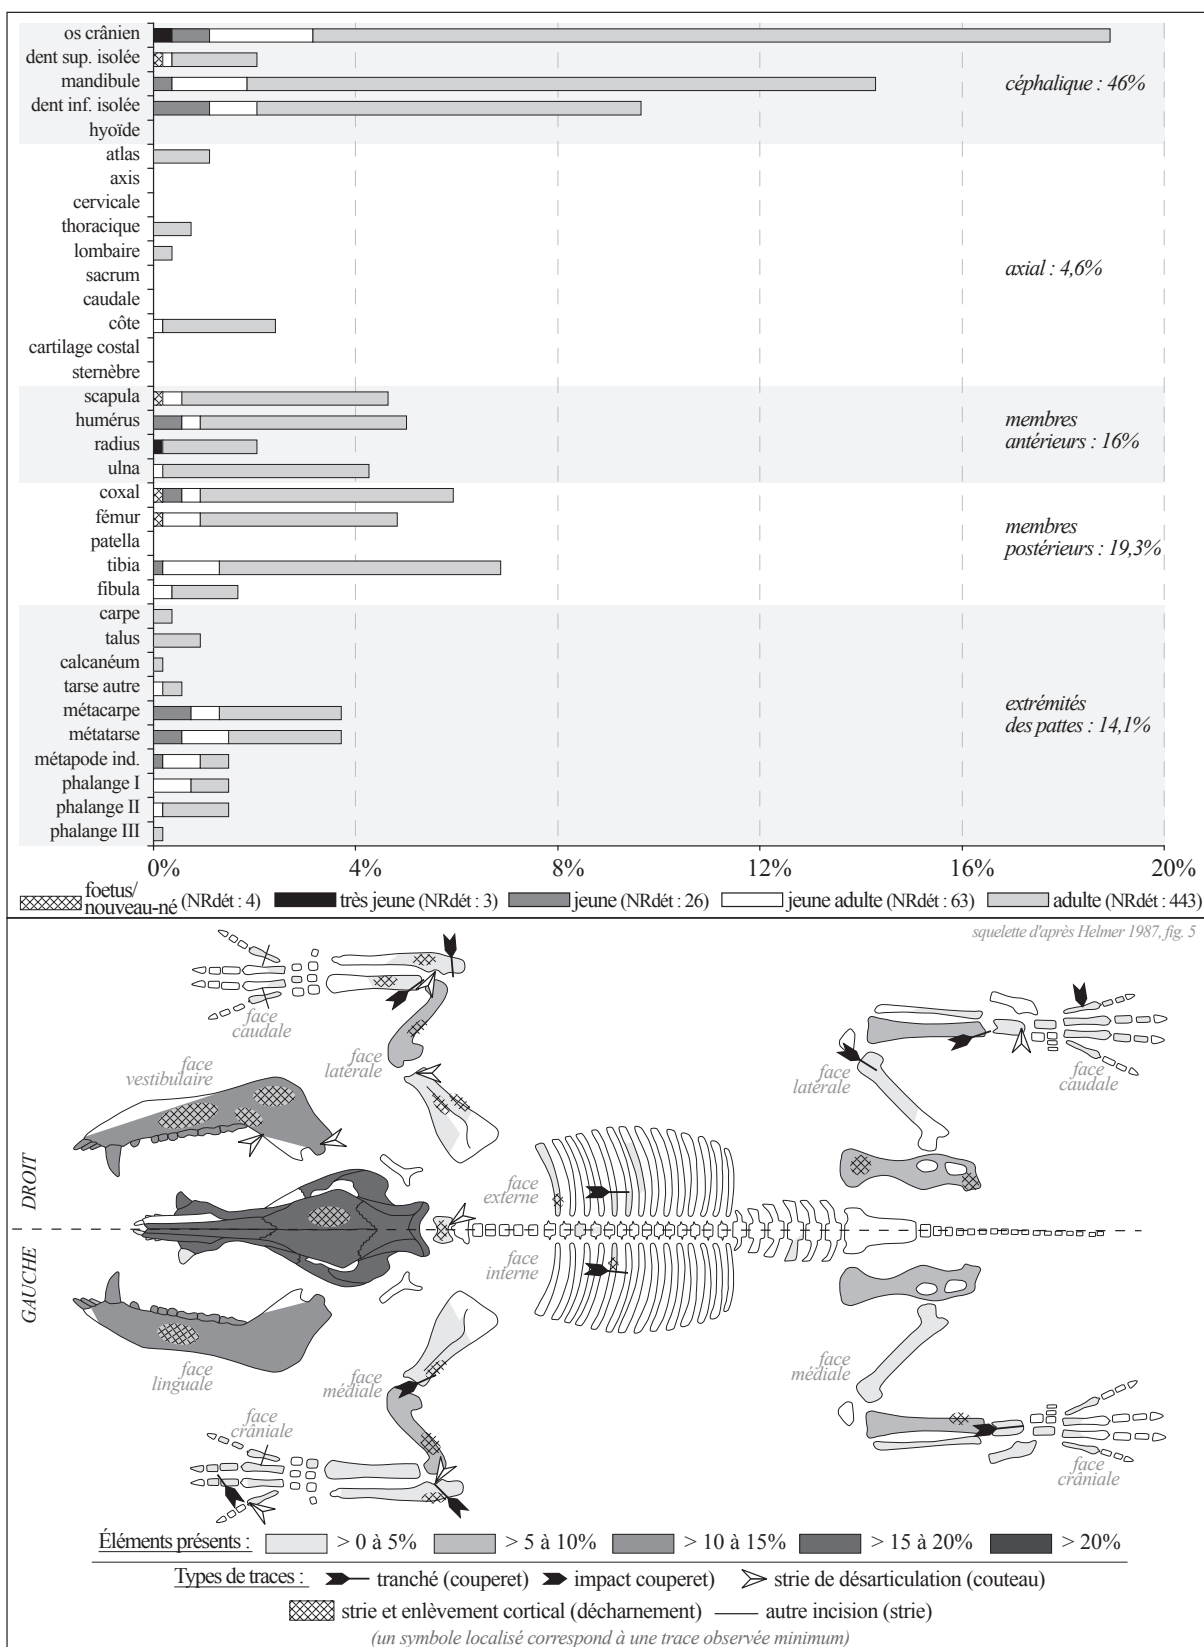 os crânien
dent sup. isolée
mandibule
céphalique : 46%
dent inf. isolée
hyoïde
atlas
axis
cervicale
thoracique
lombaire
axial : 4,6%
sacrum
caudale
côte
cartilage costal
sternèbre
scapula
humérus
membres
antérieurs : 16%
radius
ulna
coxal
fémur
membres
postérieurs : 19,3%
patella
tibia
fibula
carpe
talus
calcanéum
tarse autre
extrémités
des pattes : 14,1%
métacarpe
métatarse
métapode ind.
phalange I
phalange II
phalange III
0% 4% 8% 12% 16% 20%
foetus/
nouveau-né (NRdét : 4) très jeune (NRdét : 3) jeune (NRdét : 26) jeune adulte (NRdét : 63) adulte (NRdét : 443)
squelette d'après Helmer 1987, fig. 5
face
caudale
face
vestibulaire
face
latérale
face
latérale
face
caudale
DROIT
face
externe
GAUCHE
face
interne
face
linguale
face
médiale
face
médiale
face
crâniale
face
crâniale
Éléments présents : > 0 à 5% > 5 à 10% > 10 à 15% > 15 à 20% > 20%
Types de traces : tranché (couperet) impact couperet) strie de désarticulation (couteau)
strie et enlèvement cortical (décharnement) autre incision (strie)
(un symbole localisé correspond à une trace observée minimum)